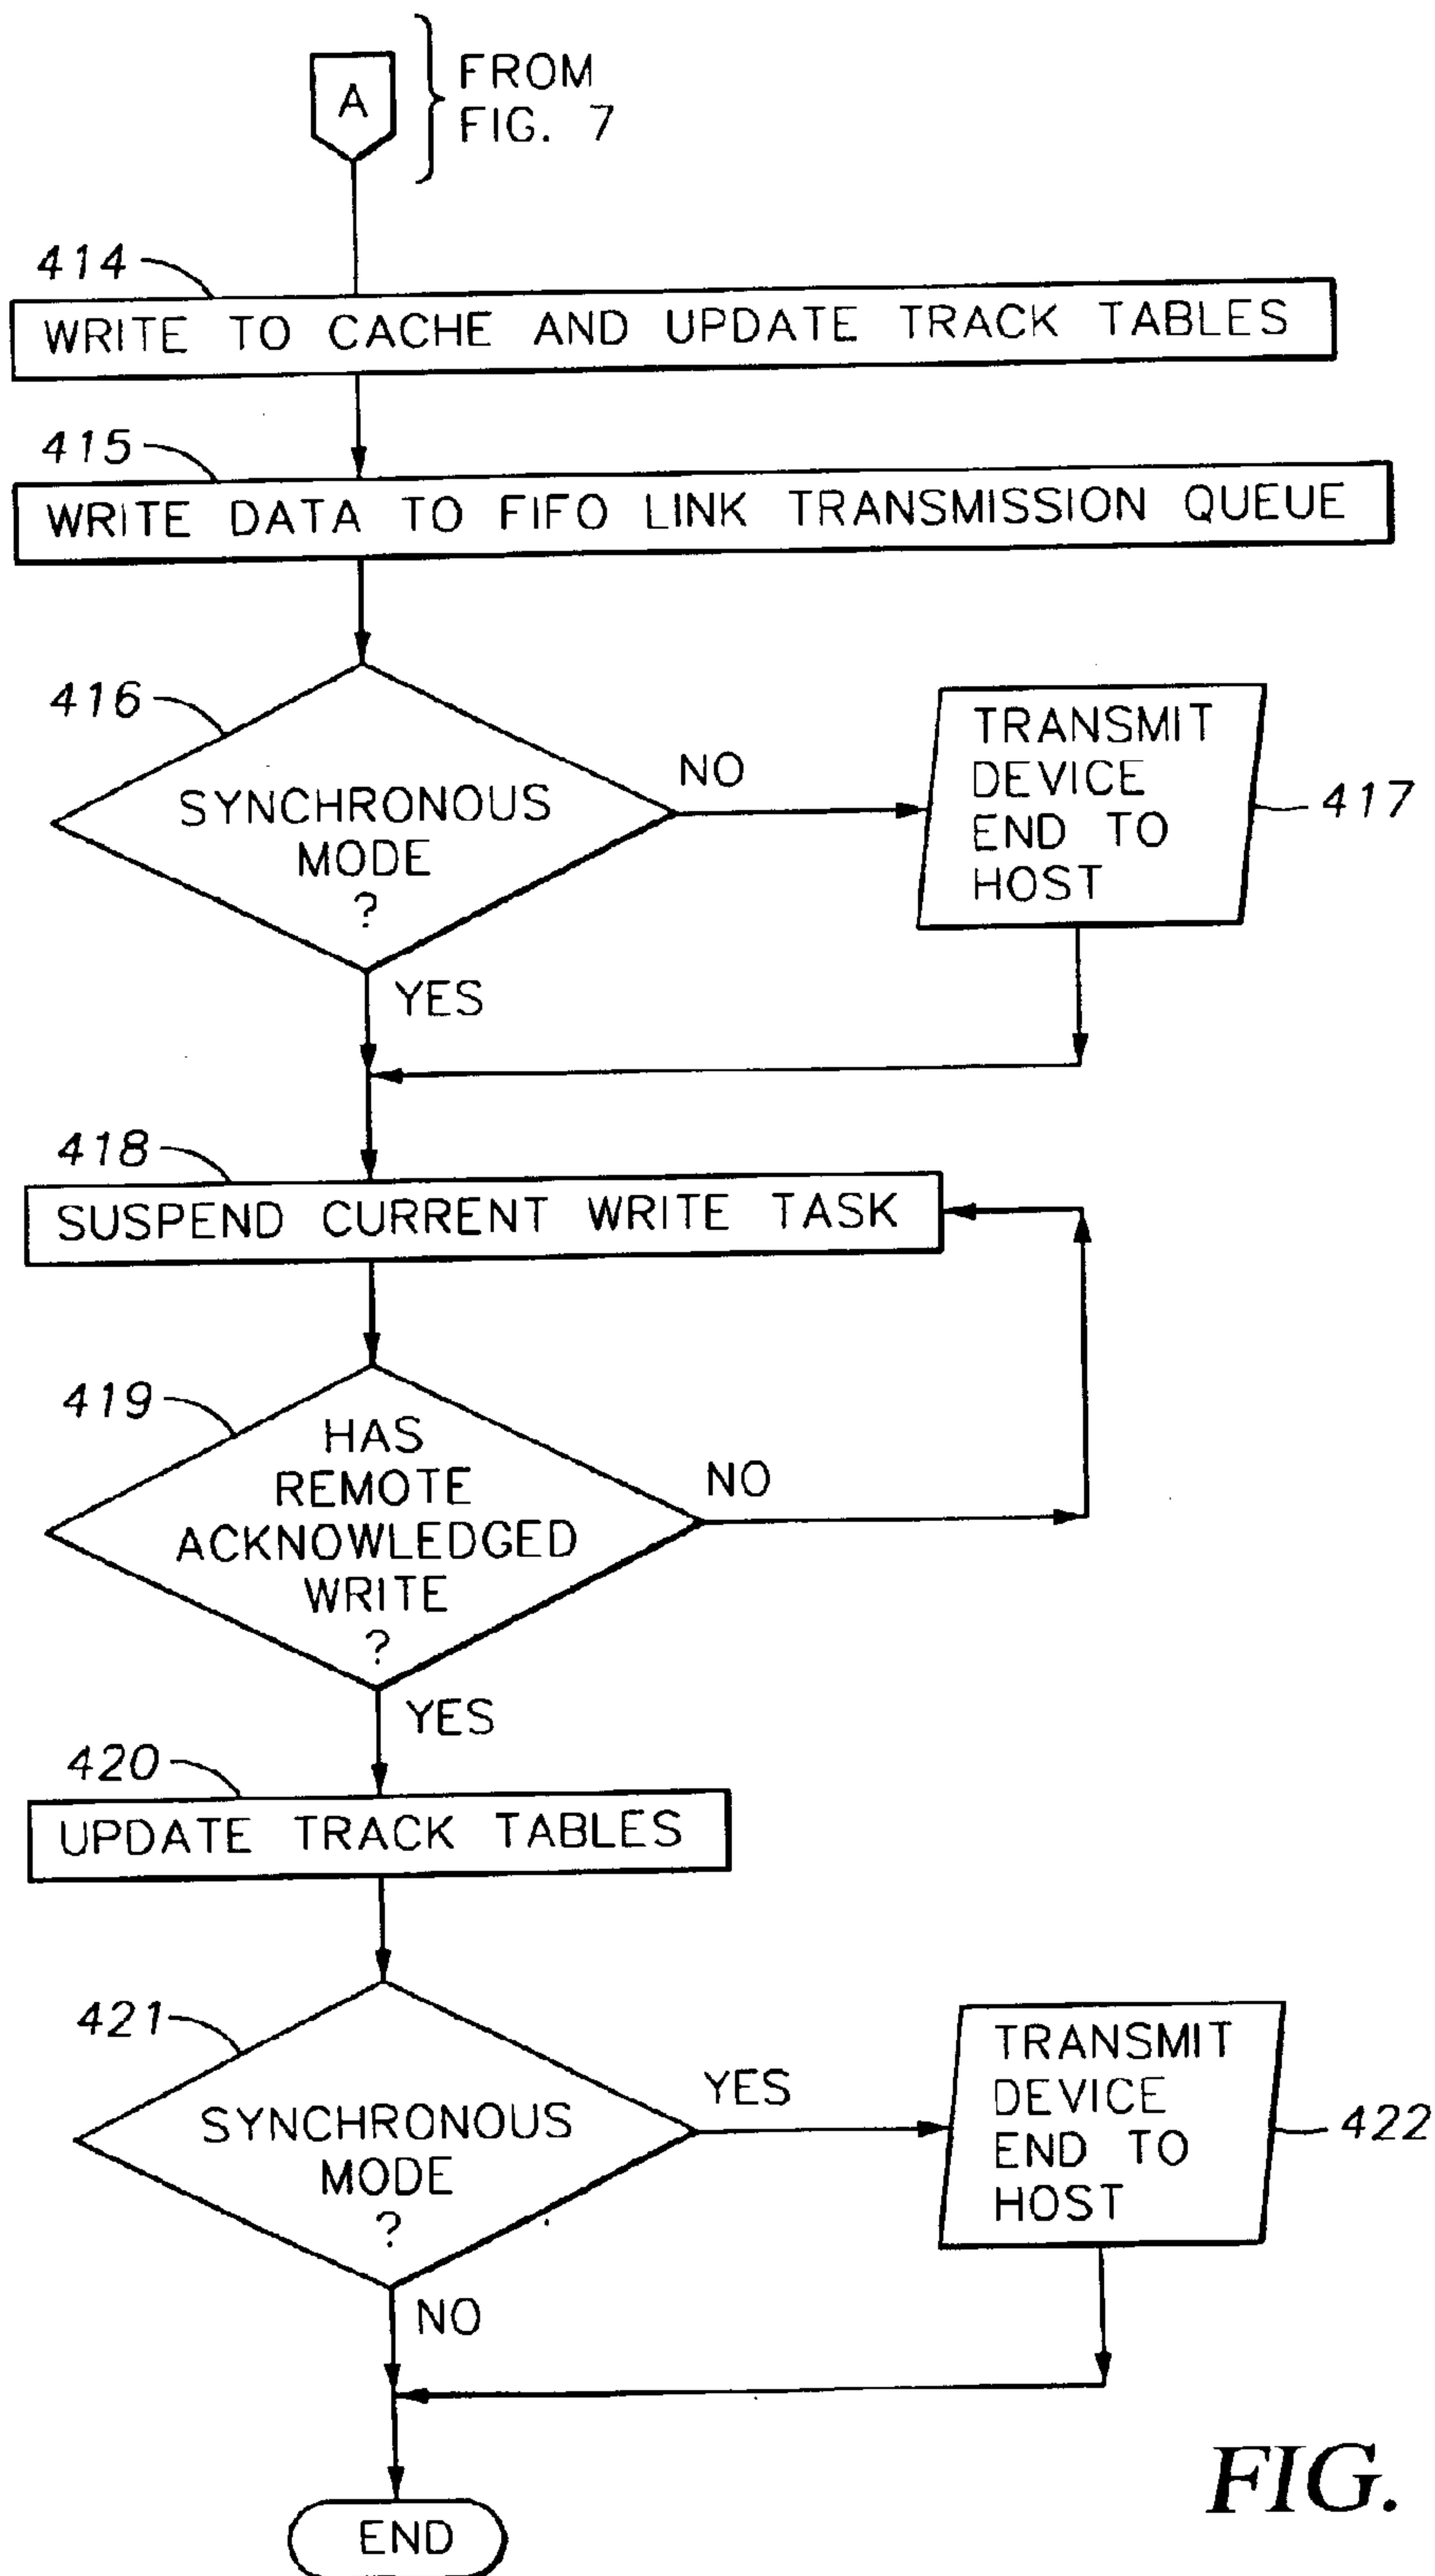 A
FROM
FIG. 7
414
WRITE TO CACHE AND UPDATE TRACK TABLES
415
WRITE DATA TO FIFO LINK TRANSMISSION QUEUE
416
SYNCHRONOUS
MODE
?
NO
TRANSMIT
DEVICE
END TO
HOST
417
YES
418
SUSPEND CURRENT WRITE TASK
419
HAS
REMOTE
ACKNOWLEDGED
WRITE
?
NO
YES
420
UPDATE TRACK TABLES
421
SYNCHRONOUS
MODE
?
YES
TRANSMIT
DEVICE
END TO
HOST
422
NO
END
FIG.